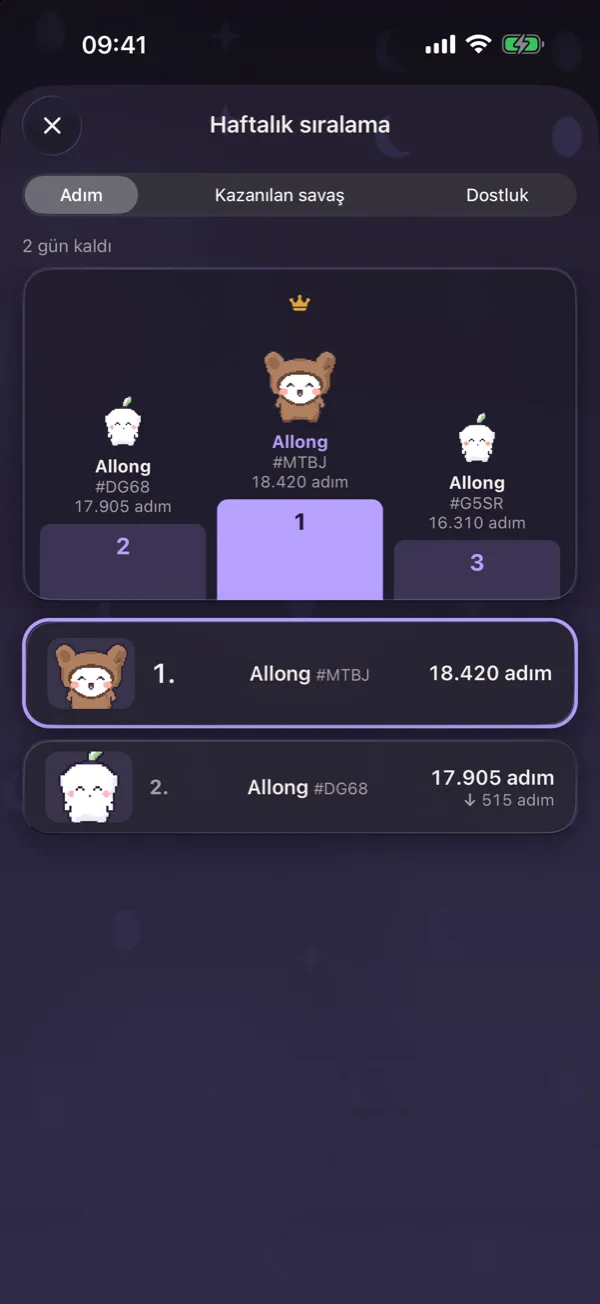 09:41
Haftalık sıralama
Adım
Kazanılan savaş
Dostluk
2 gün kaldı
Allong
#MTBJ
18.420 adım
1
Allong
#DG68
17.905 adım
2
Allong
#G5SR
16.310 adım
3
1. Allong #MTBJ 18.420 adım
2. Allong #DG68 17.905 adım
↓ 515 adım